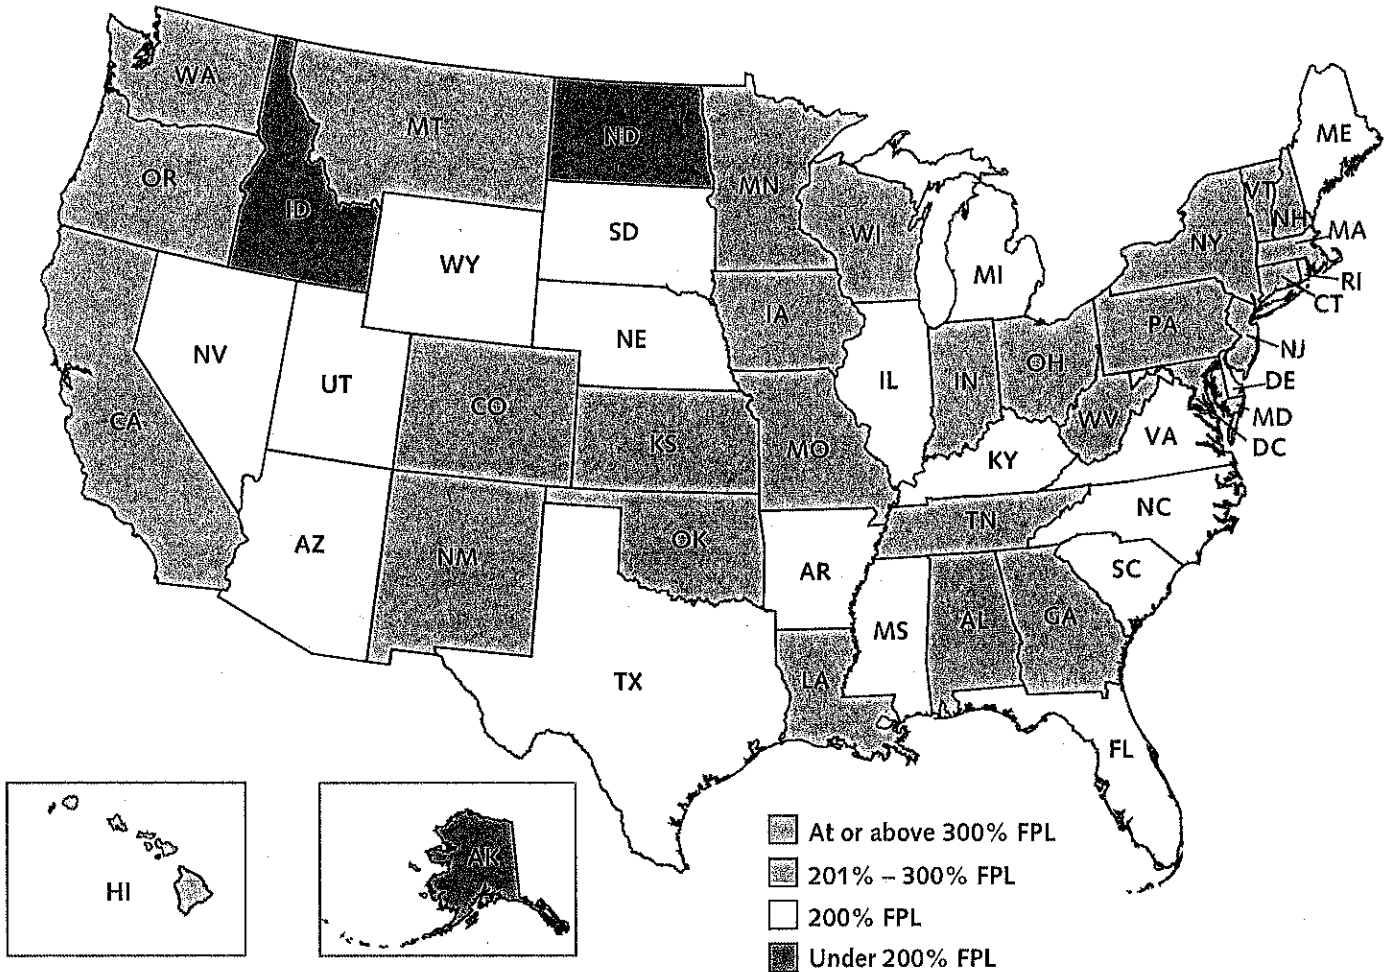 WA
MT
ND
MN
ME
OR
ID
SD
WI
VT
NH
NY
MA
WY
MI
RI
CT
IA
PA
NV
NE
OH
NJ
UT
IL
IN
DE
CA
CO
KS
MO
WV
MD
VA
DC
KY
NC
AZ
NM
OK
TN
AR
SC
MS
AL
GA
TX
LA
FL
HI
AK
At or above 300% FPL
201% – 300% FPL
200% FPL
Under 200% FPL